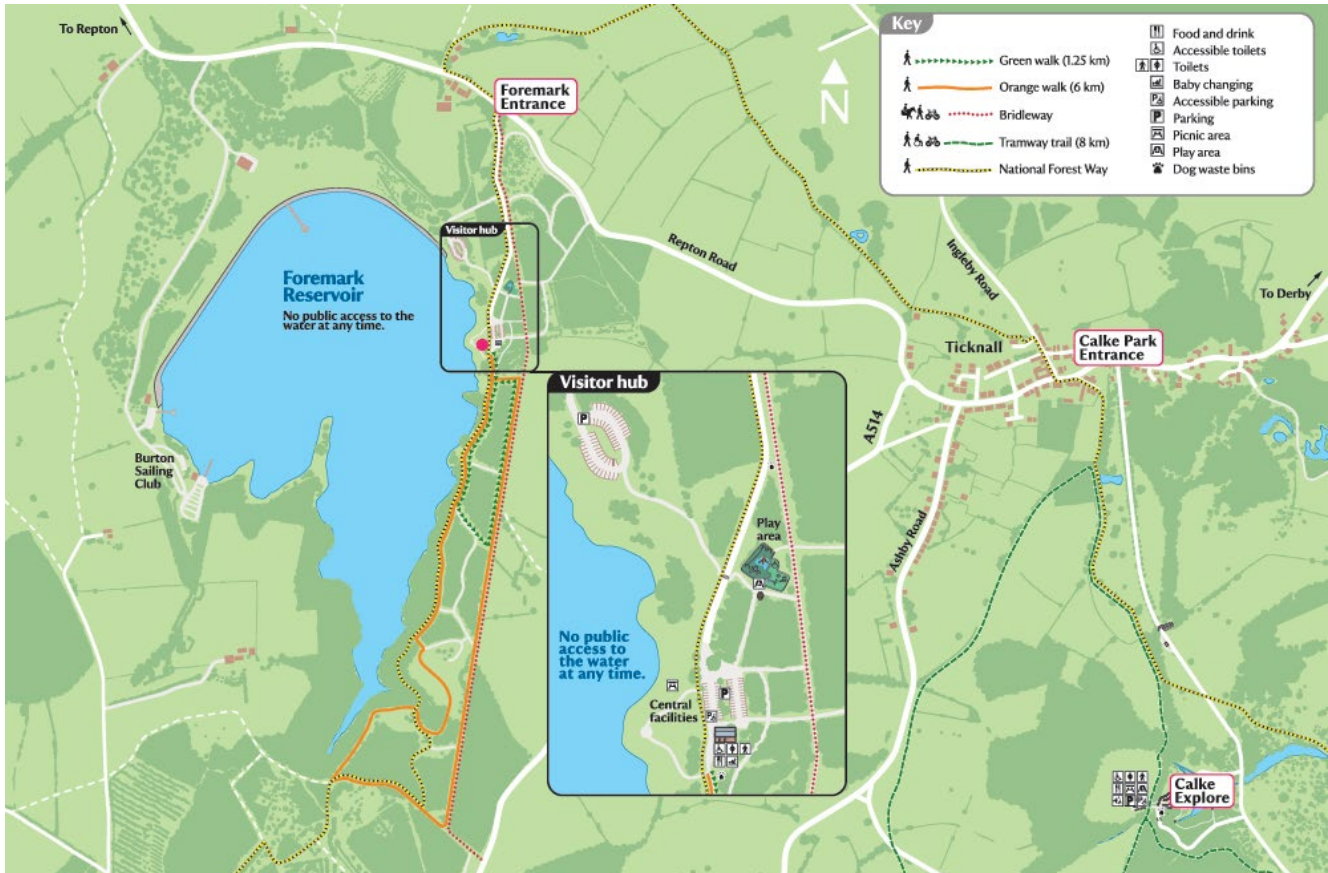 To Repton
Foremark
Entrance
N
Key
Green walk (1.25 km)
Orange walk (6 km)
Bridleway
Tramway trail (8 km)
National Forest Way
Food and drink
Accessible toilets
Toilets
Baby changing
Accessible parking
P
Parking
Picnic area
Play area
Dog waste bins
Visitor hub
Foremark
Reservoir
No public access to the
water at any time.
Repton Road
Ingleby Road
To Derby
Ticknall
Calke Park
Entrance
A514
Ashby Road
Burton
Sailing
Club
Visitor hub
P
Play
area
No public
access to
the water
at any time.
P
Central
facilities
P
Calke
Explore
P